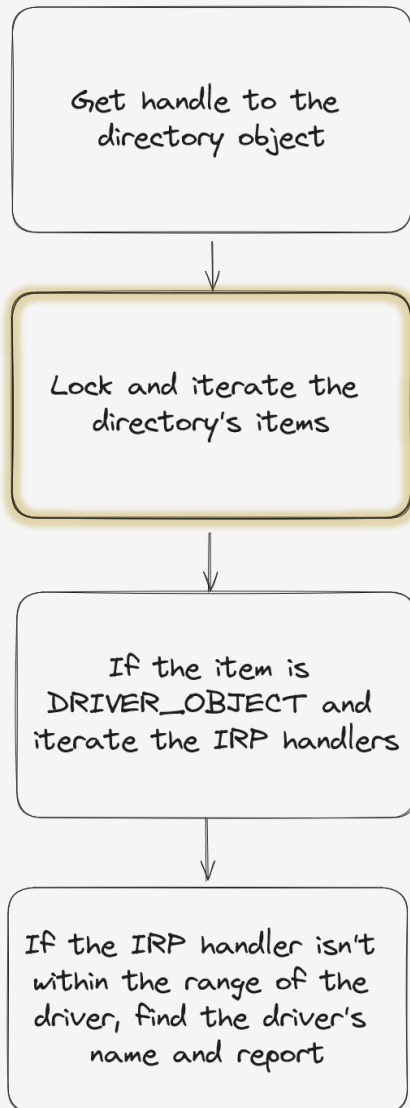 Get handle to the
directory object
Lock and iterate the
directory's items
If the item is
DRIVER_OBJECT and
iterate the IRP handlers
If the IRP handler isn't
within the range of the
driver, find the driver's
name and report